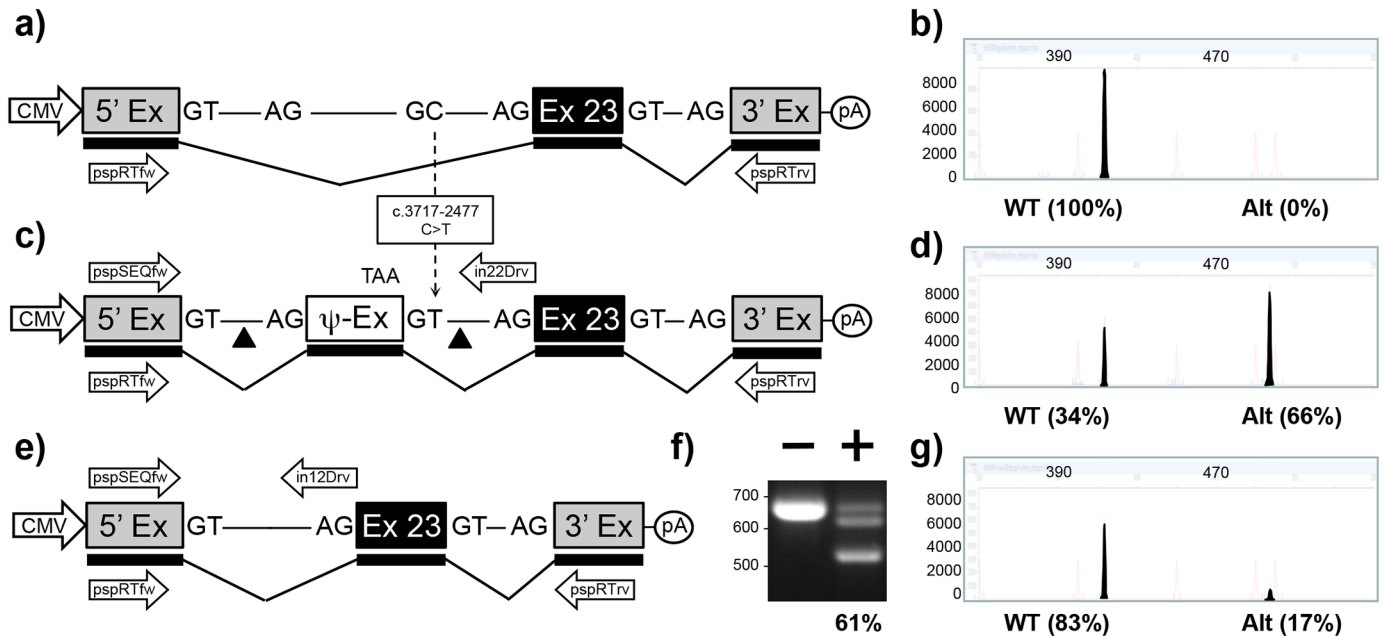 a)
CMV 5’ Ex GT AG GC AG Ex 23 GT AG 3’ Ex pA
pspRTfw pspRTrv
c.3717-2477
C>T
b)
390 470
8000
6000
4000
2000
0
WT (100%) Alt (0%)
c)
pspSEQfw TAA in22Drv
CMV 5’ Ex GT AG ψ-Ex GT AG Ex 23 GT AG 3’ Ex pA
pspRTfw pspRTrv
d)
390 470
8000
6000
4000
2000
0
WT (34%) Alt (66%)
e)
pspSEQfw in12Drv
CMV 5’ Ex GT AG Ex 23 GT AG 3’ Ex pA
pspRTfw pspRTrv
f)
− +
700
600
500
61%
g)
390 470
8000
6000
4000
2000
0
WT (83%) Alt (17%)